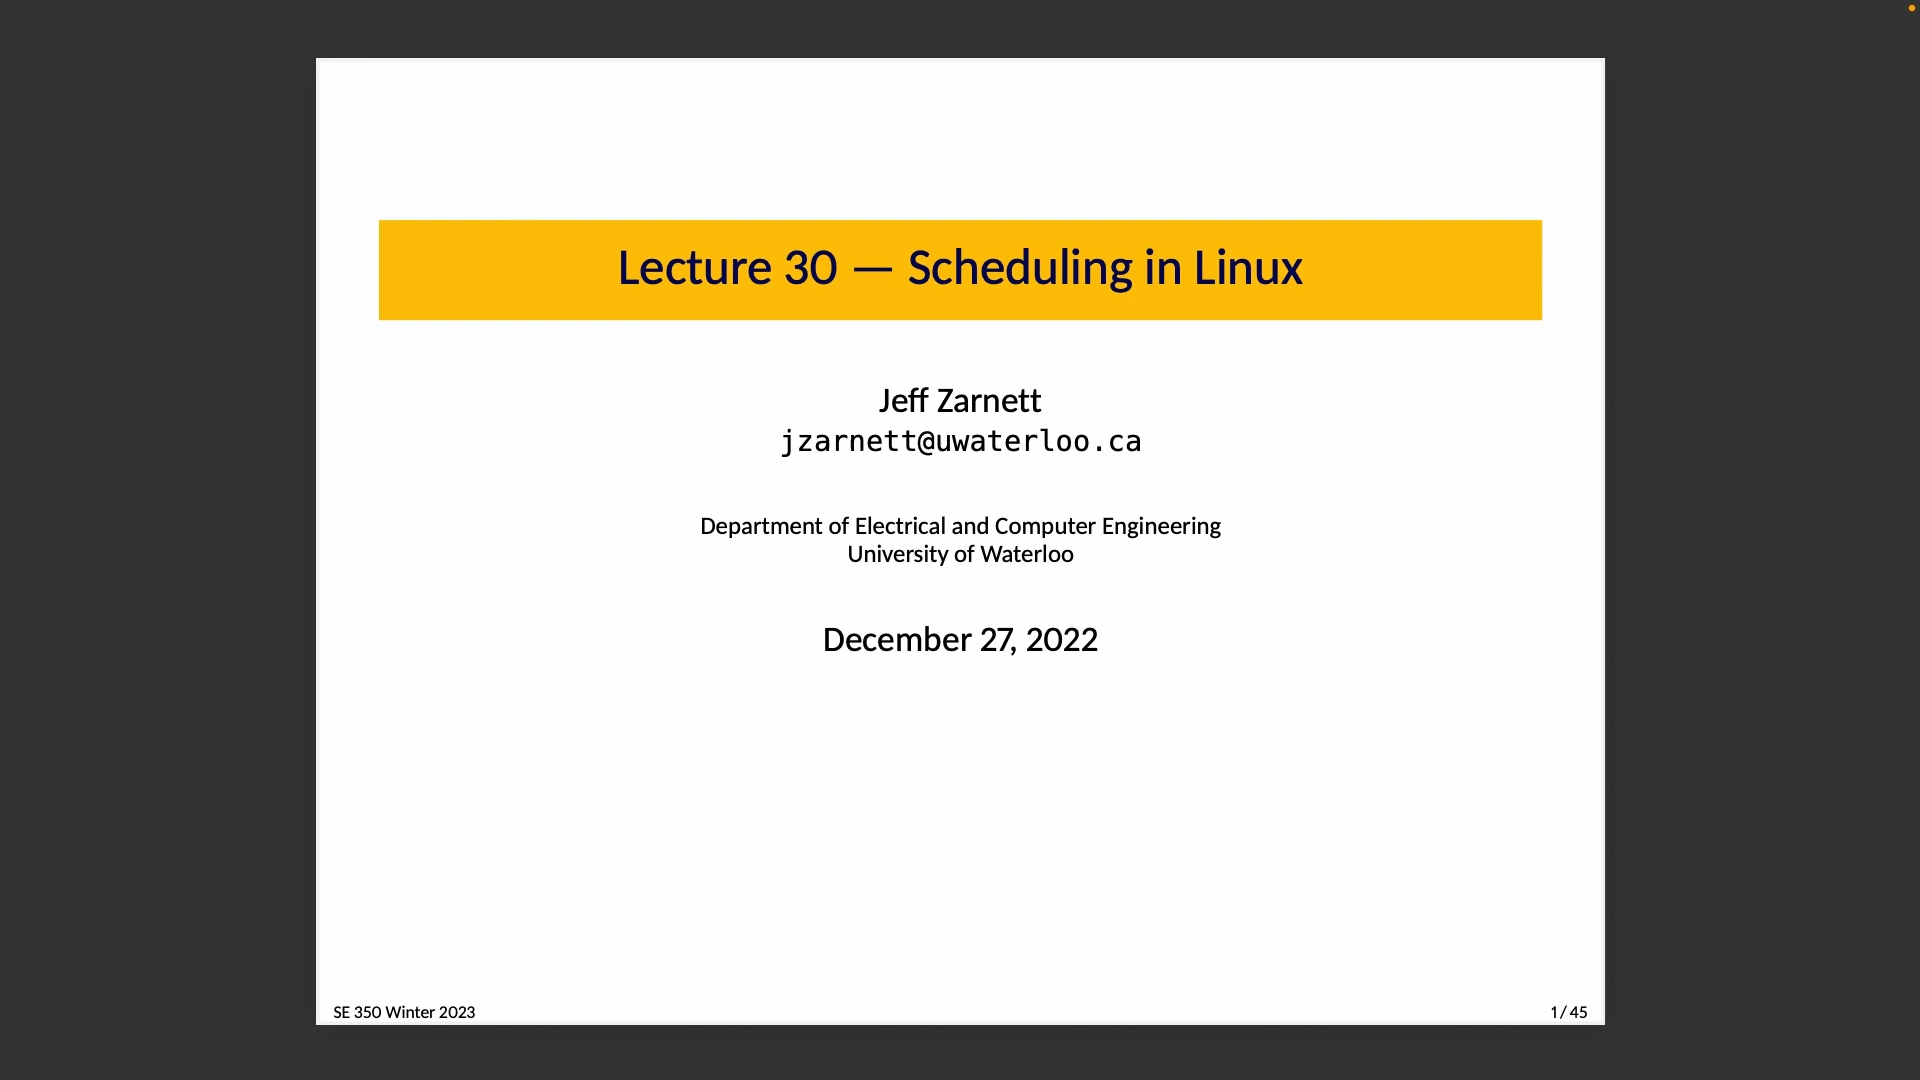 Lecture 30 — Scheduling in Linux
Jeff Zarnett
jzarnett@uwaterloo.ca
Department of Electrical and Computer Engineering
University of Waterloo
December 27, 2022
SE 350 Winter 2023
1 / 45